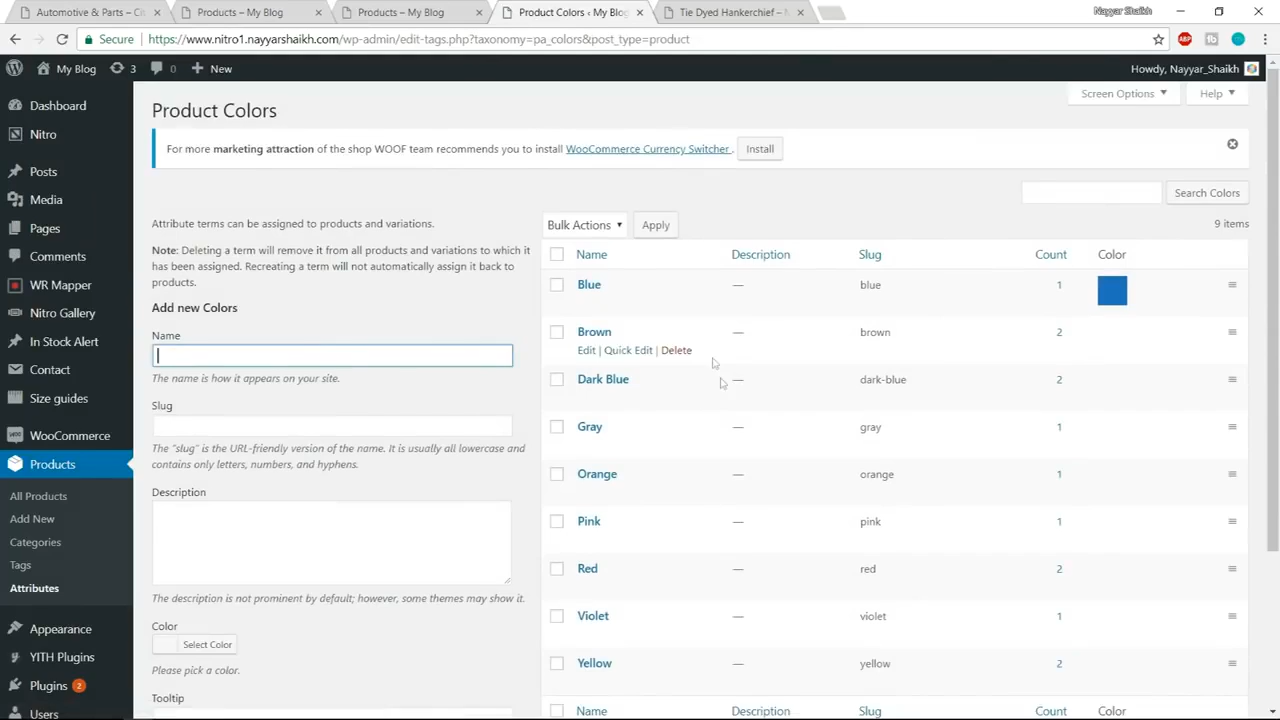 Automotive & Parts – Cit
Products – My Blog
Products – My Blog
Product Colors ‹ My Blog
Tie Dyed Hankerchief – M
Nayyar Shaikh
Secure https://www.nitro1.nayyarshaikh.com/wp-admin/edit-tags.php?taxonomy=pa_colors&post_type=product
My Blog 3 0 New
Howdy, Nayyar_Shaikh
Dashboard
Nitro
Posts
Media
Pages
Comments
WR Mapper
Nitro Gallery
In Stock Alert
Contact
Size guides
WooCommerce
Products
All Products
Add New
Categories
Tags
Attributes
Appearance
YITH Plugins
Plugins 2
Users
Screen Options
Help
Product Colors
For more marketing attraction of the shop WOOF team recommends you to install WooCommerce Currency Switcher . Install
Search Colors
Attribute terms can be assigned to products and variations.
Note: Deleting a term will remove it from all products and variations to which it
has been assigned. Recreating a term will not automatically assign it back to
products.
Add new Colors
Name
The name is how it appears on your site.
Slug
The "slug" is the URL-friendly version of the name. It is usually all lowercase and
contains only letters, numbers, and hyphens.
Description
The description is not prominent by default; however, some themes may show it.
Color
Select Color
Please pick a color.
Tooltip
Bulk Actions Apply
9 items
Name Description Slug Count Color
Blue — blue 1
Brown — brown 2
Edit | Quick Edit | Delete
Dark Blue — dark-blue 2
Gray — gray 1
Orange — orange 1
Pink — pink 1
Red — red 2
Violet — violet 1
Yellow — yellow 2
Name Description Slug Count Color